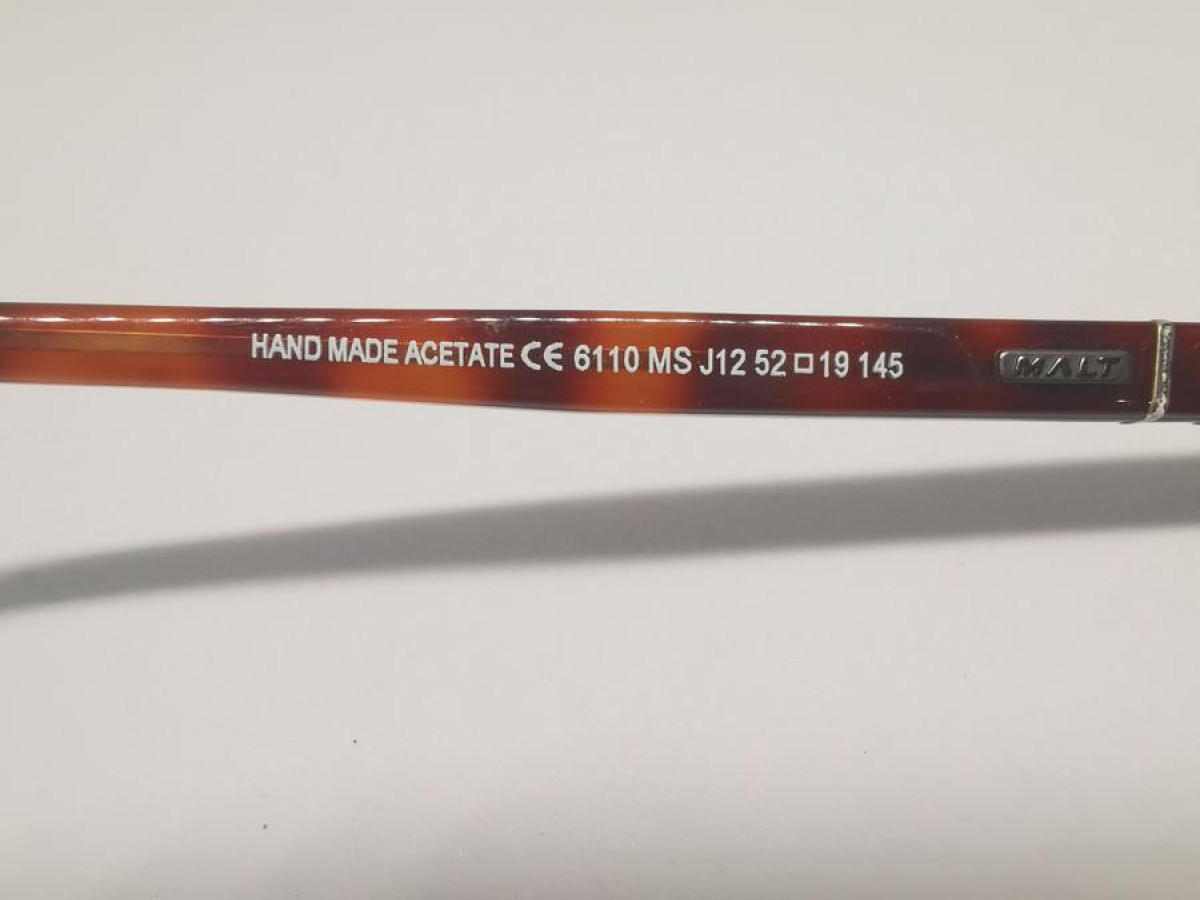 HAND MADE ACETATE CE 6110 MS J12 52 □ 19 145
MALT